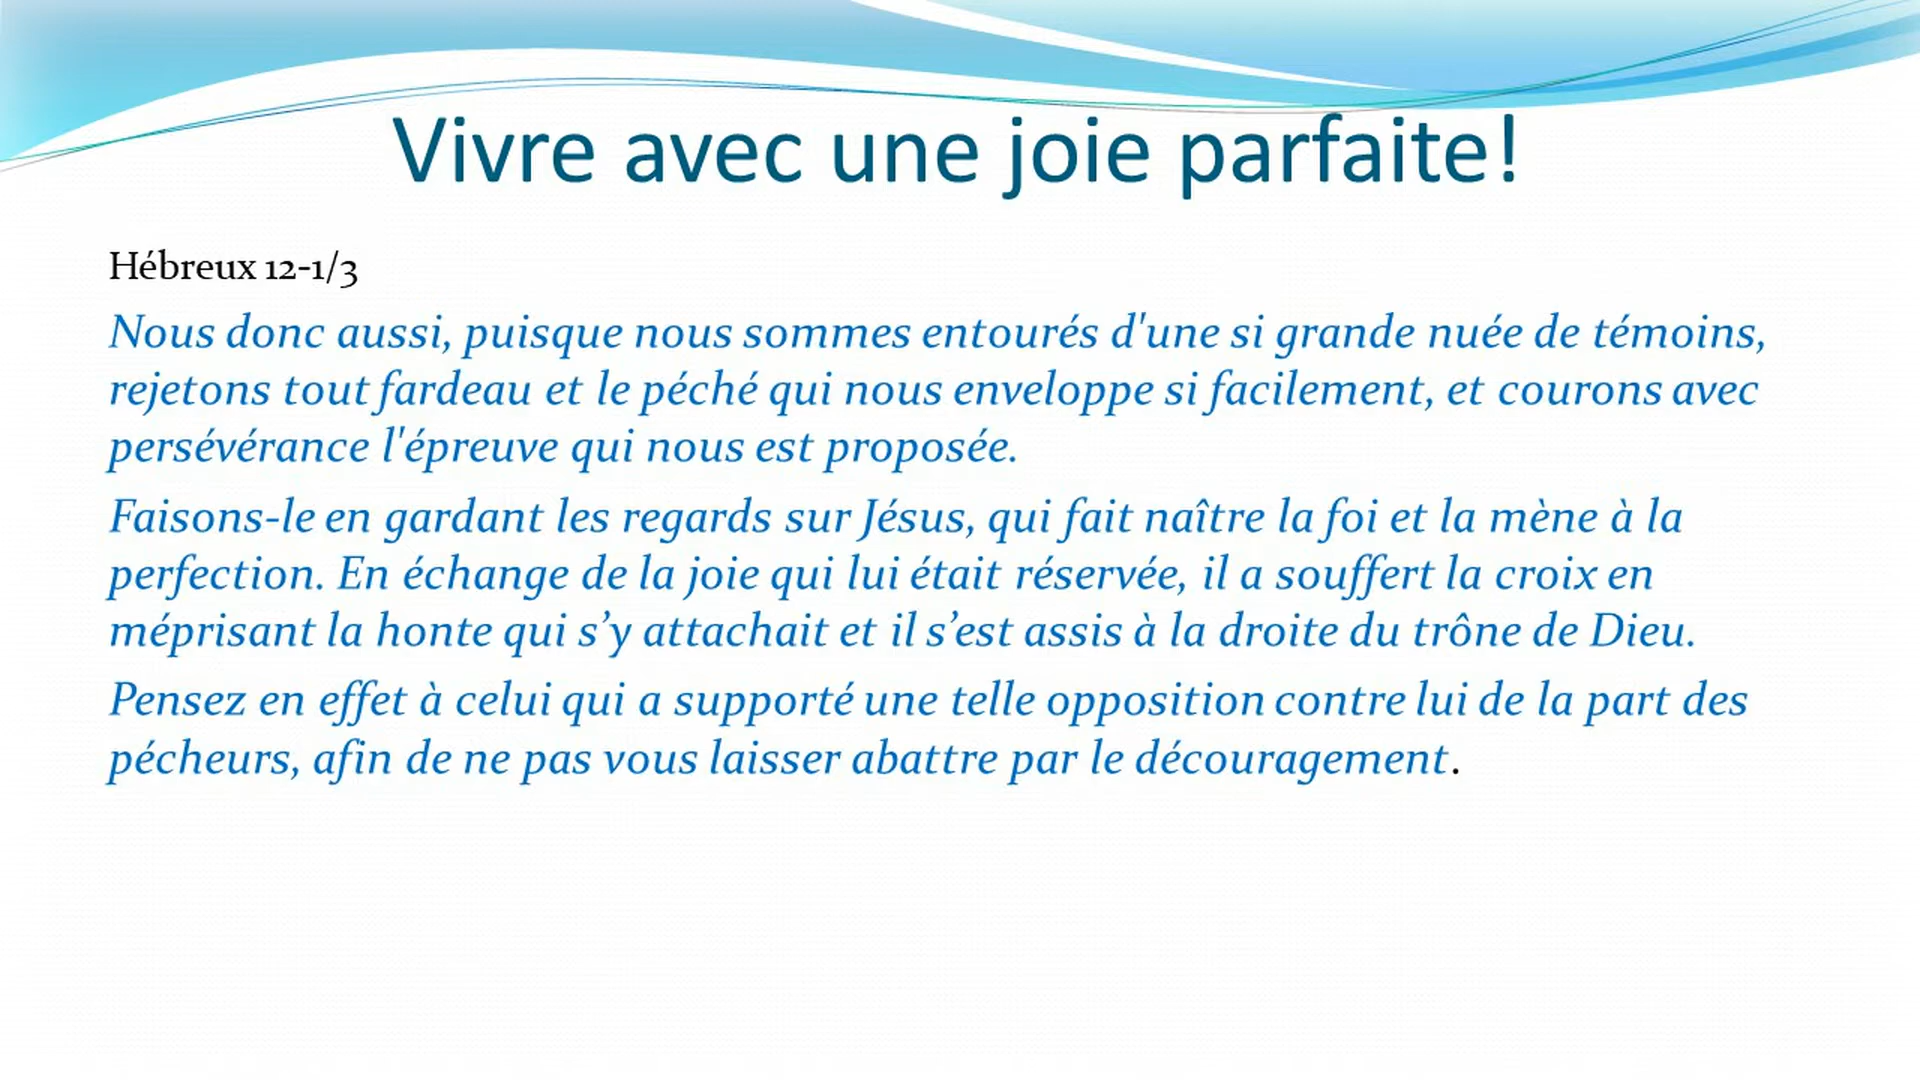 Vivre avec une joie parfaite!
Hébreux 12-1/3
Nous donc aussi, puisque nous sommes entourés d'une si grande nuée de témoins,
rejetons tout fardeau et le péché qui nous enveloppe si facilement, et courons avec
persévérance l'épreuve qui nous est proposée.
Faisons-le en gardant les regards sur Jésus, qui fait naître la foi et la mène à la
perfection. En échange de la joie qui lui était réservée, il a souffert la croix en
méprisant la honte qui s’y attachait et il s’est assis à la droite du trône de Dieu.
Pensez en effet à celui qui a supporté une telle opposition contre lui de la part des
pécheurs, afin de ne pas vous laisser abattre par le découragement.